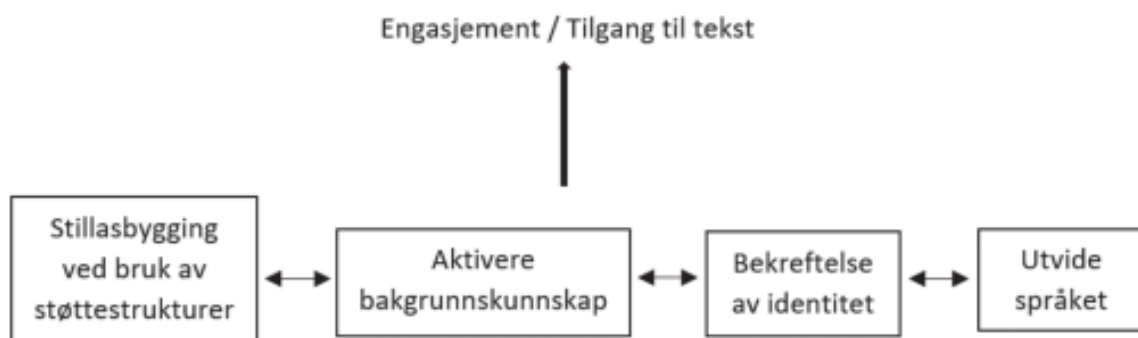 Engasjement / Tilgang til tekst
Stillasbygging
ved bruk av
støttestrukturer
Aktivere
bakgrunnskunnskap
Bekreftelse
av identitet
Utvide
språket